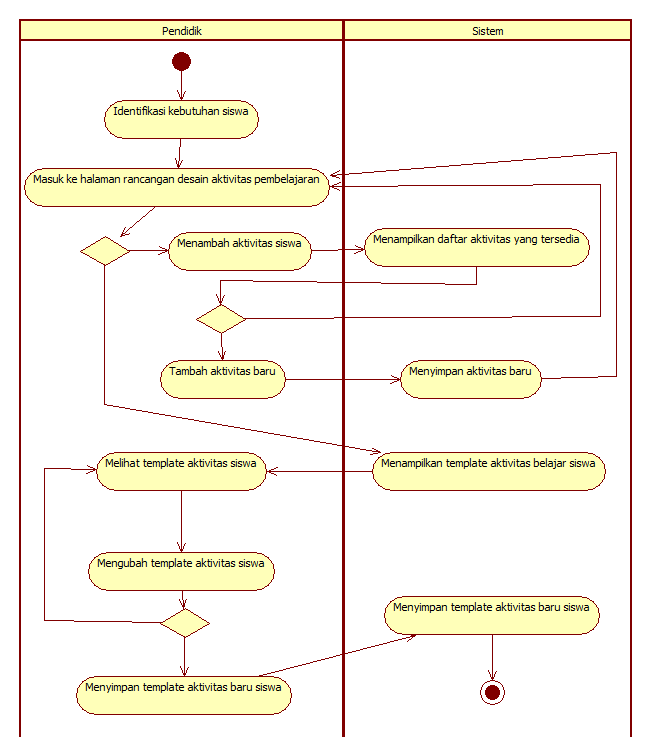 Pendidik
Sistem
Identifikasi kebutuhan siswa
Masuk ke halaman rancangan desain aktivitas pembelajaran
Menambah aktivitas siswa
Menampilkan daftar aktivitas yang tersedia
Tambah aktivitas baru
Menyimpan aktivitas baru
Melihat template aktivitas siswa
Menampilkan template aktivitas belajar siswa
Mengubah template aktivitas siswa
Menyimpan template aktivitas baru siswa
Menyimpan template aktivitas baru siswa